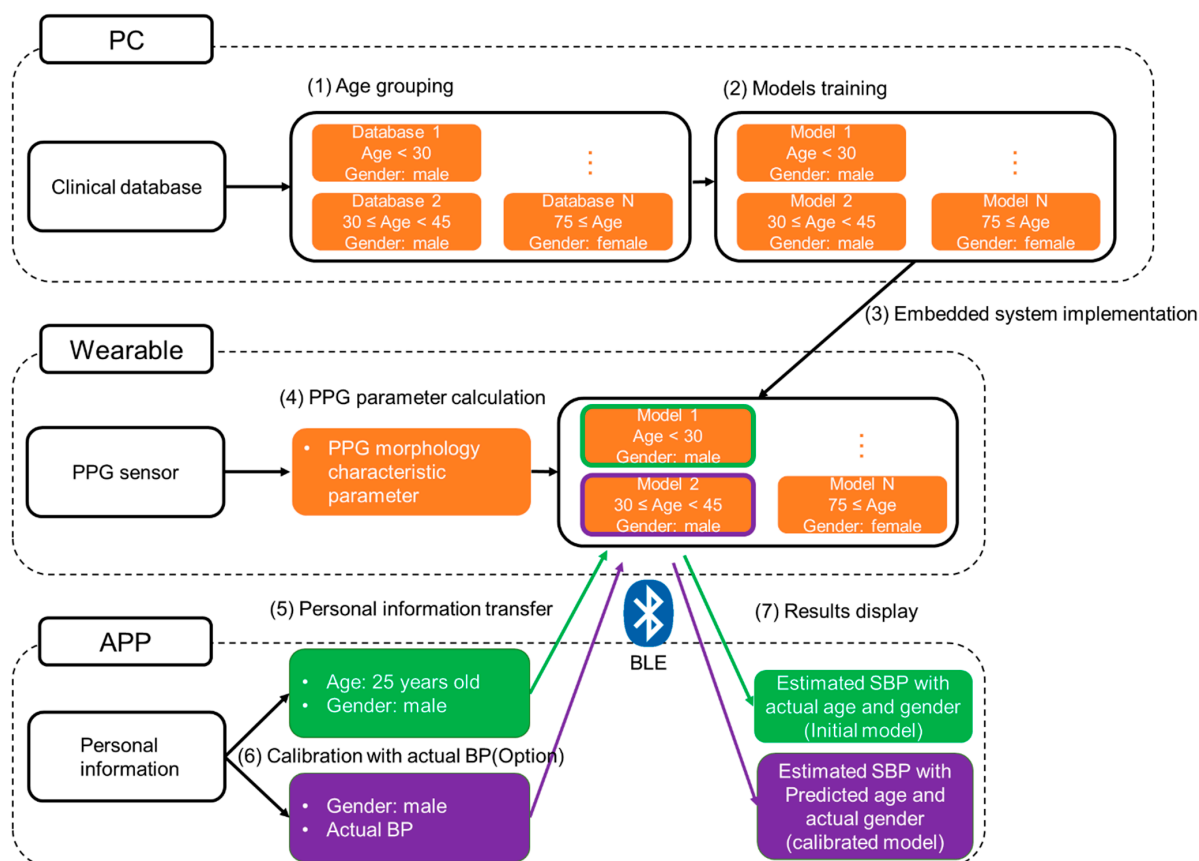 PC
(1) Age grouping
(2) Models training
Clinical database
Database 1
Age < 30
Gender: male
⋮
Database 2
30 ≤ Age < 45
Gender: male
Database N
75 ≤ Age
Gender: female
Model 1
Age < 30
Gender: male
⋮
Model 2
30 ≤ Age < 45
Gender: male
Model N
75 ≤ Age
Gender: female
(3) Embedded system implementation
Wearable
(4) PPG parameter calculation
PPG sensor
• PPG morphology
characteristic
parameter
Model 1
Age < 30
Gender: male
⋮
Model 2
30 ≤ Age < 45
Gender: male
Model N
75 ≤ Age
Gender: female
(5) Personal information transfer
BLE
(7) Results display
APP
Personal
information
• Age: 25 years old
• Gender: male
(6) Calibration with actual BP(Option)
• Gender: male
• Actual BP
Estimated SBP with
actual age and gender
(Initial model)
Estimated SBP with
Predicted age and
actual gender
(calibrated model)